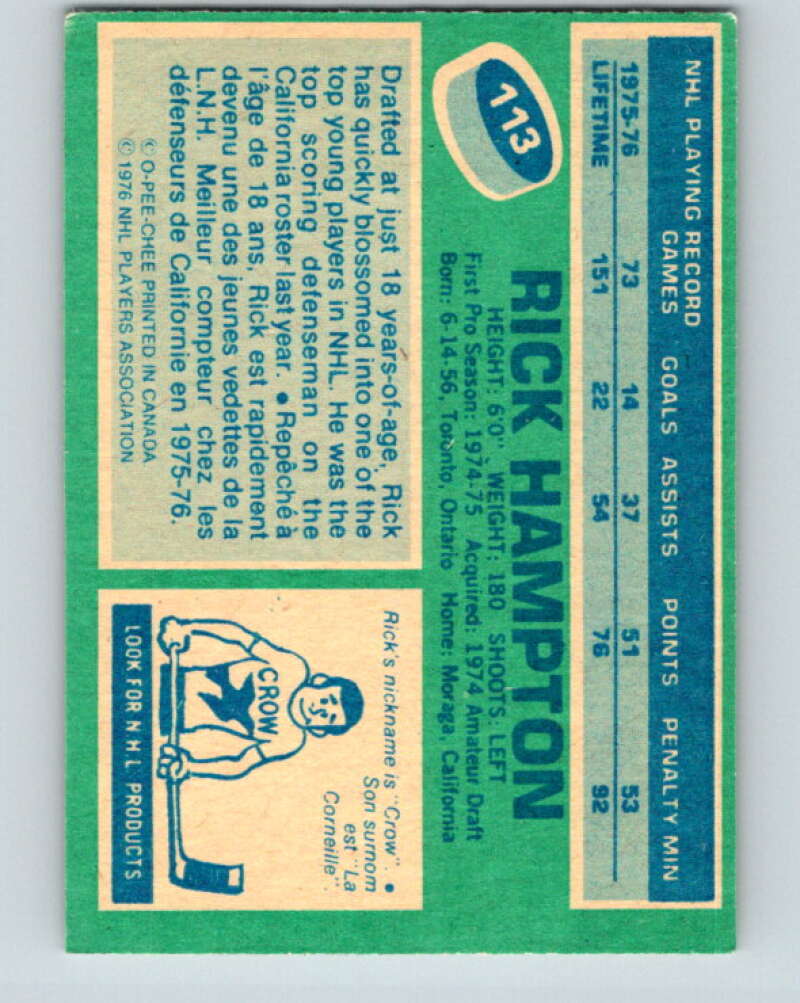 NHL PLAYING RECORD
GAMES GOALS ASSISTS POINTS PENALTY MIN
1975-76 73 14 37 51 53
LIFETIME 151 22 54 76 92
113
RICK HAMPTON
HEIGHT: 6'0" WEIGHT: 180 SHOOTS: LEFT
First Pro Season: 1974-75 Acquired: 1974 Amateur Draft
Born: 6-14-56, Toronto, Ontario Home: Moraga, California
Drafted at just 18 years-of-age, Rick
has quickly blossomed into one of the
top young players in NHL. He was the
top scoring defenseman on the
California roster last year. • Repêché à
l'âge de 18 ans, Rick est rapidement
devenu une des jeunes vedettes de la
L.N.H. Meilleur compteur chez les
défenseurs de Californie en 1975-76.
© O-PEE-CHEE PRINTED IN CANADA
© 1976 NHL PLAYERS ASSOCIATION
Rick's nickname is "Crow". •
Son surnom
est "La
Corneille".
CROW
LOOK FOR N H L PRODUCTS